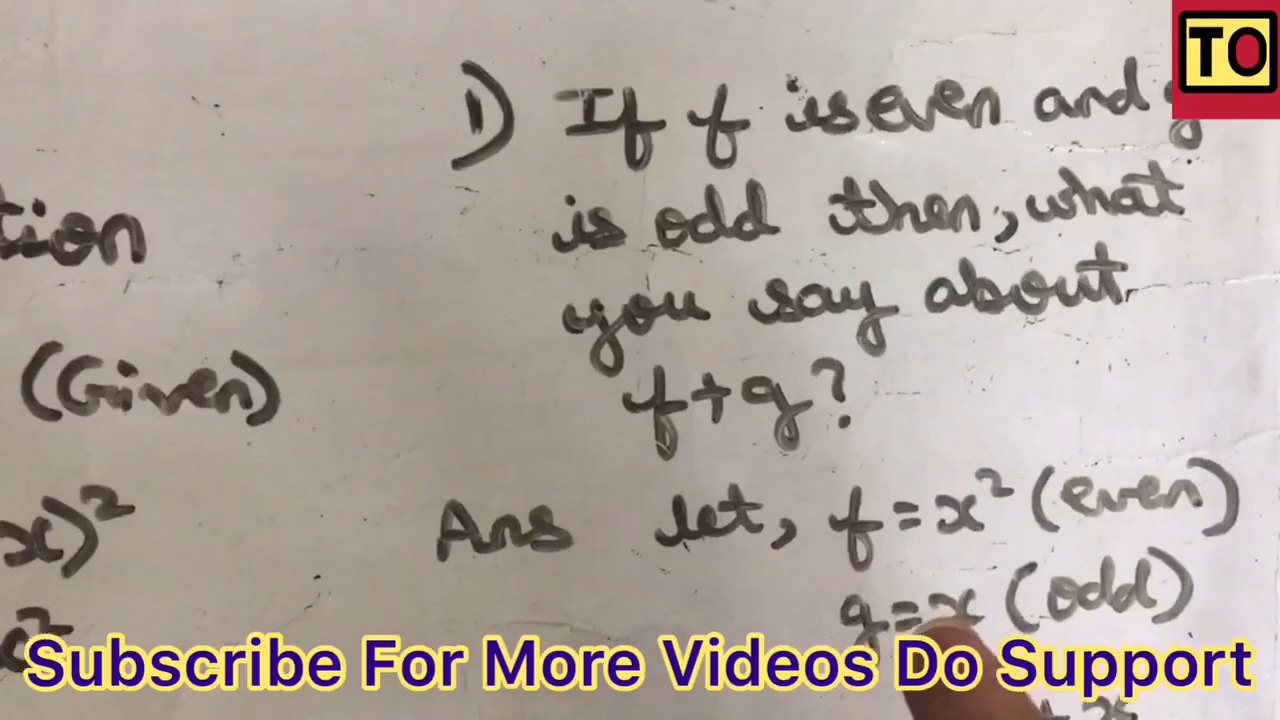 TO
1) If f is even and g
is odd then, what
you say about
f+g?
Ans let, f=x² (even)
g=x (odd)
tion
(Given)
x)²
Subscribe For More Videos Do Support